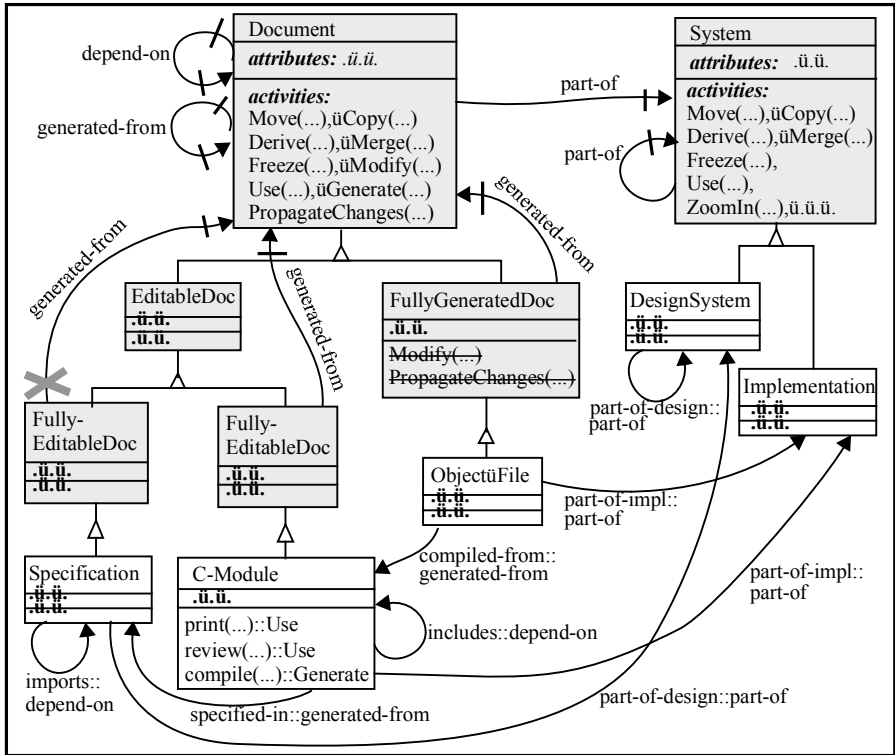 Document
attributes: .ü.ü.
activities:
Move(...),üCopy(...)
Derive(...),üMerge(...)
Freeze(...),üModify(...)
Use(...),üGenerate(...)
PropagateChanges(...)
depend-on
generated-from
part-of
System
attributes: .ü.ü.
activities:
Move(...),üCopy(...)
Derive(...),üMerge(...)
Freeze(...),
Use(...),
ZoomIn(...),ü.ü.ü.
part-of
generated-from
generated-from
generated-from
EditableDoc
.ü.ü.
.ü.ü.
FullyGeneratedDoc
.ü.ü.
Modify(...)
PropagateChanges(...)
DesignSystem
.ü.ü.
.ü.ü.
part-of-design::
part-of
Implementation
.ü.ü.
.ü.ü.
Fully-
EditableDoc
.ü.ü.
.ü.ü.
Fully-
EditableDoc
.ü.ü.
.ü.ü.
ObjectüFile
.ü.ü.
.ü.ü.
part-of-impl::
part-of
compiled-from::
generated-from
Specification
.ü.ü.
.ü.ü.
C-Module
.ü.ü.
print(...)::Use
review(...)::Use
compile(...)::Generate
includes::depend-on
part-of-impl::
part-of
imports::
depend-on
specified-in::generated-from
part-of-design::part-of